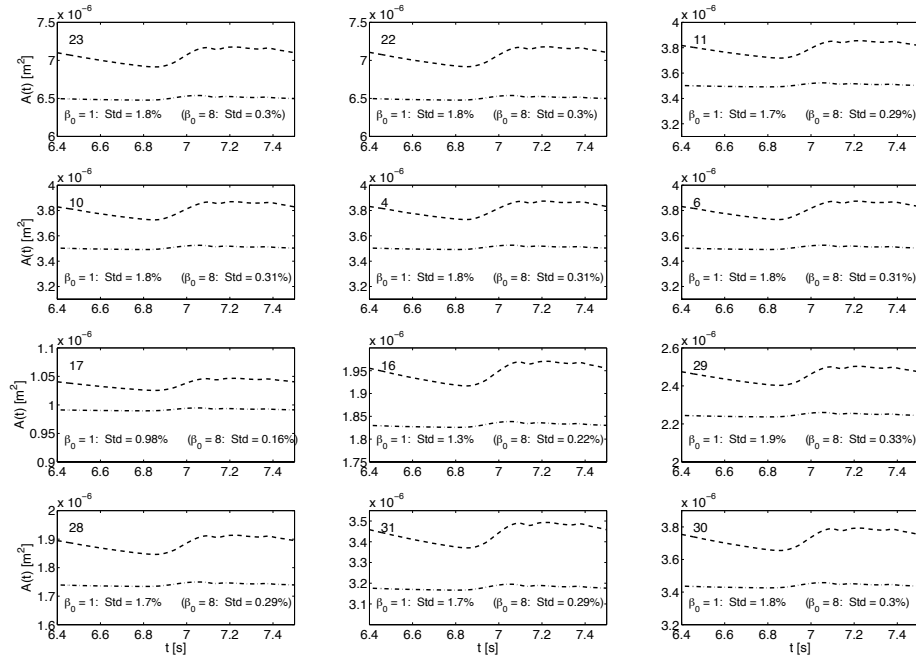 x 10⁻⁶ x 10⁻⁶ x 10⁻⁶
7.5 7.5 4
23 22 11
7 7 3.8
A(t) [m²]
3.6
6.5 6.5
β₀ = 1: Std = 1.8% (β₀ = 8: Std = 0.3%) β₀ = 1: Std = 1.8% (β₀ = 8: Std = 0.3%) β₀ = 1: Std = 1.7% (β₀ = 8: Std = 0.29%)
3.4
6 6
6.4 6.6 6.8 7 7.2 7.4 6.4 6.6 6.8 7 7.2 7.4 6.4 6.6 6.8 7 7.2 7.4
x 10⁻⁶ x 10⁻⁶ x 10⁻⁶
4 4 4
10 4 6
3.8 3.8 3.8
A(t) [m²]
3.6 3.6 3.6
3.4 3.4 3.4
β₀ = 1: Std = 1.8% (β₀ = 8: Std = 0.31%) β₀ = 1: Std = 1.8% (β₀ = 8: Std = 0.31%) β₀ = 1: Std = 1.8% (β₀ = 8: Std = 0.31%)
3.2 3.2 3.2
6.4 6.6 6.8 7 7.2 7.4 6.4 6.6 6.8 7 7.2 7.4 6.4 6.6 6.8 7 7.2 7.4
x 10⁻⁶ x 10⁻⁶ x 10⁻⁶
1.1 2.6
17 16 29
1.05 1.95 2.4
A(t) [m²]
1 1.85 2.2
0.95
β₀ = 1: Std = 0.98% (β₀ = 8: Std = 0.16%) β₀ = 1: Std = 1.3% (β₀ = 8: Std = 0.22%) β₀ = 1: Std = 1.9% (β₀ = 8: Std = 0.33%)
0.9 1.75 2
6.4 6.6 6.8 7 7.2 7.4 6.4 6.6 6.8 7 7.2 7.4 6.4 6.6 6.8 7 7.2 7.4
x 10⁻⁶ x 10⁻⁶ x 10⁻⁶
2 3.5 3.8
28 31 30
1.9 3.4
A(t) [m²]
3.3 3.6
1.8
3.2 3.4
1.7
β₀ = 1: Std = 1.7% (β₀ = 8: Std = 0.29%) β₀ = 1: Std = 1.7% (β₀ = 8: Std = 0.29%) β₀ = 1: Std = 1.8% (β₀ = 8: Std = 0.3%)
3.1
1.6 3.2
6.4 6.6 6.8 7 7.2 7.4 6.4 6.6 6.8 7 7.2 7.4 6.4 6.6 6.8 7 7.2 7.4
t [s] t [s] t [s]